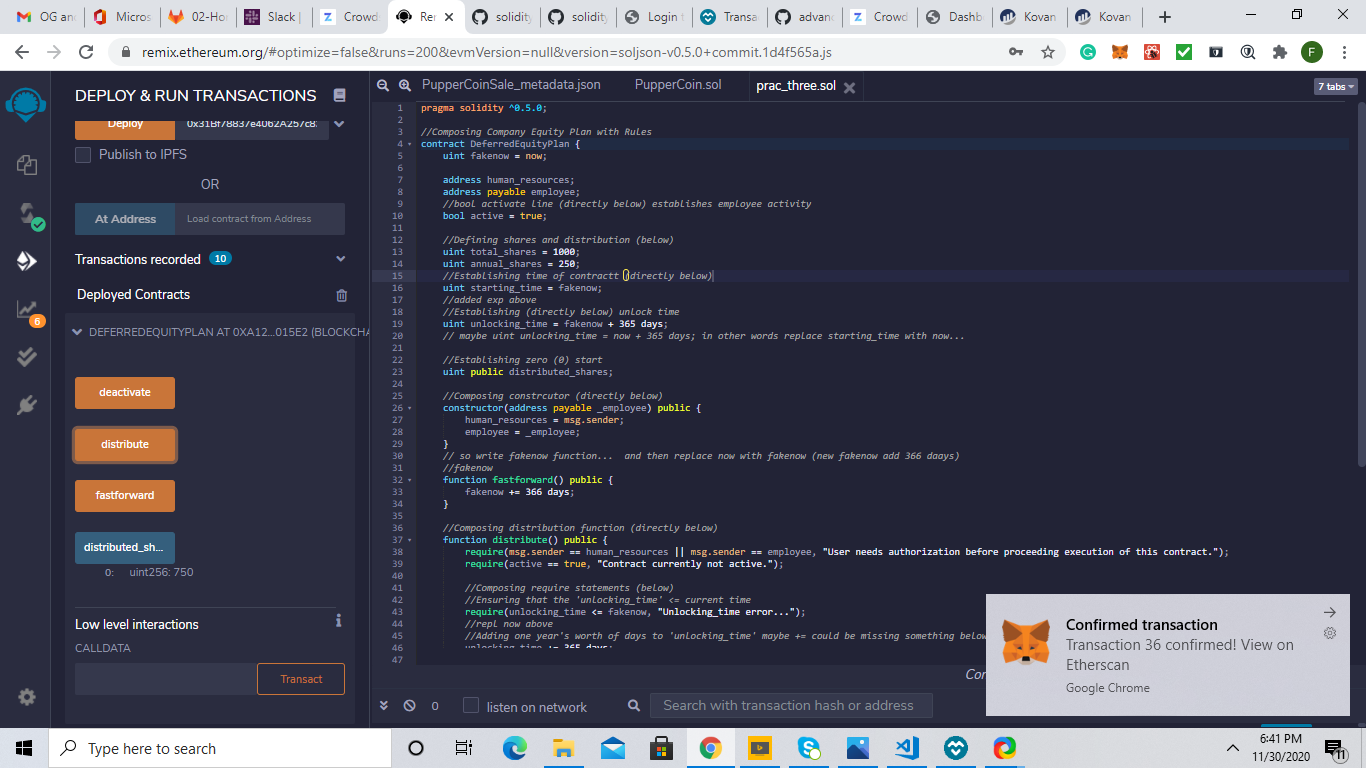 OG an
Micros
02-Hor
Slack |
Crowd
Re
solidity
solidity
Login t
Transa
advanc
Crowd
Dashb
Kovan
Kovan
remix.ethereum.org/#optimize=false&runs=200&evmVersion=null&version=soljson-v0.5.0+commit.1d4f565a.js
F
DEPLOY & RUN TRANSACTIONS
PupperCoinSale_metadata.json
PupperCoin.sol
prac_three.sol
7 tabs
Deploy
0x31Bf78837e4062A257c8
Publish to IPFS
OR
At Address
Load contract from Address
Transactions recorded 10
Deployed Contracts
6
DEFERREDEQUITYPLAN AT 0XA12...015E2 (BLOCKCHA
deactivate
distribute
fastforward
distributed_sh...
0: uint256: 750
Low level interactions
i
CALLDATA
Transact
1 pragma solidity ^0.5.0;
2
3 //Composing Company Equity Plan with Rules
4 contract DeferredEquityPlan {
5 uint fakenow = now;
6
7 address human_resources;
8 address payable employee;
9 //bool activate line (directly below) establishes employee activity
10 bool active = true;
11
12 //Defining shares and distribution (below)
13 uint total_shares = 1000;
14 uint annual_shares = 250;
15 //Establishing time of contractt (directly below)
16 uint starting_time = fakenow;
17 //added exp above
18 //Establishing (directly below) unlock time
19 uint unlocking_time = fakenow + 365 days;
20 // maybe uint unlocking_time = now + 365 days; in other words replace starting_time with now...
21
22 //Establishing zero (0) start
23 uint public distributed_shares;
24
25 //Composing constrcutor (directly below)
26 constructor(address payable _employee) public {
27 human_resources = msg.sender;
28 employee = _employee;
29 }
30 // so write fakenow function... and then replace now with fakenow (new fakenow add 366 daays)
31 //fakenow
32 function fastforward() public {
33 fakenow += 366 days;
34 }
35
36 //Composing distribution function (directly below)
37 function distribute() public {
38 require(msg.sender == human_resources || msg.sender == employee, "User needs authorization before proceeding execution of this contract.");
39 require(active == true, "Contract currently not active.");
40
41 //Composing require statements (below)
42 //Ensuring that the 'unlocking_time' <= current time
43 require(unlocking_time <= fakenow, "Unlocking_time error...");
44 //repl now above
45 //Adding one year's worth of days to 'unlocking_time' maybe += could be missing something below
46 unlocking_time += 365 days;
47
Cor
0
listen on network
Search with transaction hash or address
Confirmed transaction
Transaction 36 confirmed! View on
Etherscan
Google Chrome
Type here to search
6:41 PM
11/30/2020
11